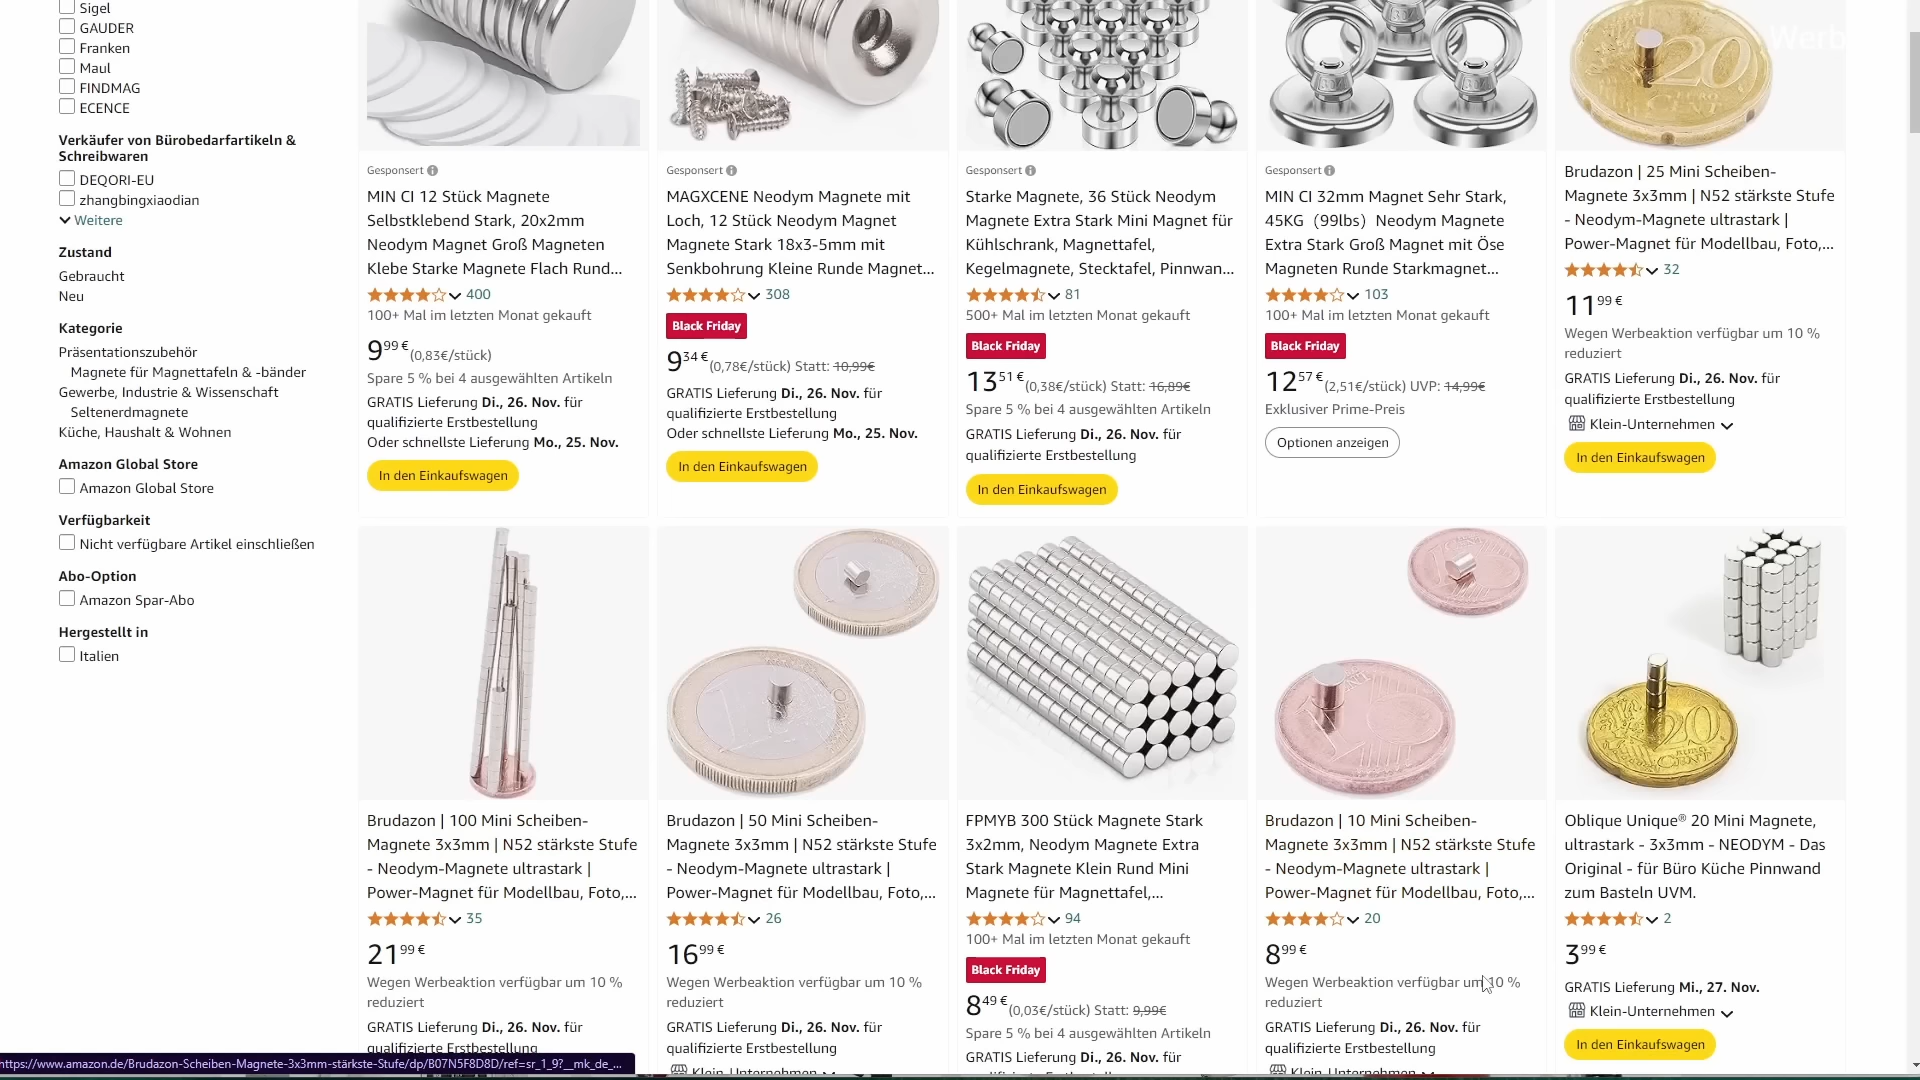 Sigel
GAUDER
Franken
Maul
FINDMAG
ECENCE
Verkäufer von Bürobedarfartikeln &
Schreibwaren
DEQORI-EU
zhangbingxiaodian
Weitere
Zustand
Gebraucht
Neu
Kategorie
Präsentationszubehör
Magnete für Magnettafeln & -bänder
Gewerbe, Industrie & Wissenschaft
Seltenerdmagnete
Küche, Haushalt & Wohnen
Amazon Global Store
Amazon Global Store
Verfügbarkeit
Nicht verfügbare Artikel einschließen
Abo-Option
Amazon Spar-Abo
Hergestellt in
Italien
Gesponsert
MIN CI 12 Stück Magnete
Selbstklebend Stark, 20x2mm
Neodym Magnet Groß Magneten
Klebe Starke Magnete Flach Rund...
400
100+ Mal im letzten Monat gekauft
9 99 € (0,83€/stück)
Spare 5 % bei 4 ausgewählten Artikeln
GRATIS Lieferung Di., 26. Nov. für
qualifizierte Erstbestellung
Oder schnellste Lieferung Mo., 25. Nov.
In den Einkaufswagen
Gesponsert
MAGXCENE Neodym Magnete mit
Loch, 12 Stück Neodym Magnet
Magnete Stark 18x3-5mm mit
Senkbohrung Kleine Runde Magnet...
308
Black Friday
9 34 € (0,78€/stück) Statt: 10,99€
GRATIS Lieferung Di., 26. Nov. für
qualifizierte Erstbestellung
Oder schnellste Lieferung Mo., 25. Nov.
In den Einkaufswagen
Gesponsert
Starke Magnete, 36 Stück Neodym
Magnete Extra Stark Mini Magnet für
Kühlschrank, Magnettafel,
Kegelmagnete, Stecktafel, Pinnwan...
81
500+ Mal im letzten Monat gekauft
Black Friday
13 51 € (0,38€/stück) Statt: 16,89€
Spare 5 % bei 4 ausgewählten Artikeln
GRATIS Lieferung Di., 26. Nov. für
qualifizierte Erstbestellung
In den Einkaufswagen
Gesponsert
MIN CI 32mm Magnet Sehr Stark,
45KG（99lbs）Neodym Magnete
Extra Stark Groß Magnet mit Öse
Magneten Runde Starkmagnet...
103
100+ Mal im letzten Monat gekauft
Black Friday
12 57 € (2,51€/stück) UVP: 14,99€
Exklusiver Prime-Preis
Optionen anzeigen
Werb
20
Brudazon | 25 Mini Scheiben-
Magnete 3x3mm | N52 stärkste Stufe
- Neodym-Magnete ultrastark |
Power-Magnet für Modellbau, Foto,...
32
11 99 €
Wegen Werbeaktion verfügbar um 10 %
reduziert
GRATIS Lieferung Di., 26. Nov. für
qualifizierte Erstbestellung
Klein-Unternehmen
In den Einkaufswagen
Brudazon | 100 Mini Scheiben-
Magnete 3x3mm | N52 stärkste Stufe
- Neodym-Magnete ultrastark |
Power-Magnet für Modellbau, Foto,...
35
21 99 €
Wegen Werbeaktion verfügbar um 10 %
reduziert
GRATIS Lieferung Di., 26. Nov. für
qualifizierte Erstbestellung
Brudazon | 50 Mini Scheiben-
Magnete 3x3mm | N52 stärkste Stufe
- Neodym-Magnete ultrastark |
Power-Magnet für Modellbau, Foto,...
26
16 99 €
Wegen Werbeaktion verfügbar um 10 %
reduziert
GRATIS Lieferung Di., 26. Nov. für
qualifizierte Erstbestellung
Klein-Unternehmen
FPMYB 300 Stück Magnete Stark
3x2mm, Neodym Magnete Extra
Stark Magnete Klein Rund Mini
Magnete für Magnettafel,...
94
100+ Mal im letzten Monat gekauft
Black Friday
8 49 € (0,03€/stück) Statt: 9,99€
Spare 5 % bei 4 ausgewählten Artikeln
GRATIS Lieferung Di., 26. Nov. für
qualifizierte Erstbestellung
Brudazon | 10 Mini Scheiben-
Magnete 3x3mm | N52 stärkste Stufe
- Neodym-Magnete ultrastark |
Power-Magnet für Modellbau, Foto,...
20
8 99 €
Wegen Werbeaktion verfügbar um 10 %
reduziert
GRATIS Lieferung Di., 26. Nov. für
qualifizierte Erstbestellung
Klein-Unternehmen
20
Oblique Unique® 20 Mini Magnete,
ultrastark - 3x3mm - NEODYM - Das
Original - für Büro Küche Pinnwand
zum Basteln UVM.
2
3 99 €
GRATIS Lieferung Mi., 27. Nov.
Klein-Unternehmen
In den Einkaufswagen
https://www.amazon.de/Brudazon-Scheiben-Magnete-3x3mm-stärkste-Stufe/dp/B07N5F8D8D/ref=sr_1_9?__mk_de_...